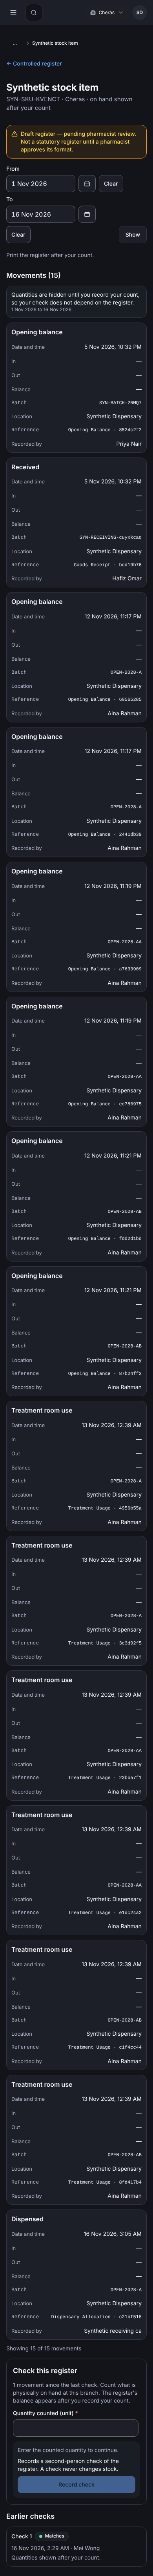 Cheras
SD
... > Synthetic stock item
← Controlled register
Synthetic stock item
SYN-SKU-KVENCT · Cheras · on hand shown
after your count
Draft register — pending pharmacist review.
Not a statutory register until a pharmacist
approves its format.
From
1 Nov 2026
Clear
To
16 Nov 2026
Clear
Show
Print the register after your count.
Movements (15)
Quantities are hidden until you record your count,
so your check does not depend on the register.
1 Nov 2026 to 16 Nov 2026
Opening balance
Date and time 5 Nov 2026, 10:32 PM
In —
Out —
Balance —
Batch SYN-BATCH-2WMQ7
Location Synthetic Dispensary
Reference Opening Balance · 8524c2f3
Recorded by Priya Nair
Received
Date and time 5 Nov 2026, 10:32 PM
In —
Out —
Balance —
Batch SYN-RECEIVING-cuyxkcaq
Location Synthetic Dispensary
Reference Goods Receipt · bcd19b76
Recorded by Hafiz Omar
Opening balance
Date and time 12 Nov 2026, 11:17 PM
In —
Out —
Balance —
Batch OPEN-2028-A
Location Synthetic Dispensary
Reference Opening Balance · 60565285
Recorded by Aina Rahman
Opening balance
Date and time 12 Nov 2026, 11:17 PM
In —
Out —
Balance —
Batch OPEN-2028-A
Location Synthetic Dispensary
Reference Opening Balance · 2441db39
Recorded by Aina Rahman
Opening balance
Date and time 12 Nov 2026, 11:19 PM
In —
Out —
Balance —
Batch OPEN-2028-AA
Location Synthetic Dispensary
Reference Opening Balance · a7633909
Recorded by Aina Rahman
Opening balance
Date and time 12 Nov 2026, 11:19 PM
In —
Out —
Balance —
Batch OPEN-2028-AA
Location Synthetic Dispensary
Reference Opening Balance · ee780975
Recorded by Aina Rahman
Opening balance
Date and time 12 Nov 2026, 11:21 PM
In —
Out —
Balance —
Batch OPEN-2028-AB
Location Synthetic Dispensary
Reference Opening Balance · fdd2d1bd
Recorded by Aina Rahman
Opening balance
Date and time 12 Nov 2026, 11:21 PM
In —
Out —
Balance —
Batch OPEN-2028-AB
Location Synthetic Dispensary
Reference Opening Balance · 87b24ff2
Recorded by Aina Rahman
Treatment room use
Date and time 13 Nov 2026, 12:39 AM
In —
Out —
Balance —
Batch OPEN-2028-A
Location Synthetic Dispensary
Reference Treatment Usage · 4956b55a
Recorded by Aina Rahman
Treatment room use
Date and time 13 Nov 2026, 12:39 AM
In —
Out —
Balance —
Batch OPEN-2028-A
Location Synthetic Dispensary
Reference Treatment Usage · 3e3d92f5
Recorded by Aina Rahman
Treatment room use
Date and time 13 Nov 2026, 12:39 AM
In —
Out —
Balance —
Batch OPEN-2028-AA
Location Synthetic Dispensary
Reference Treatment Usage · 235ba7f1
Recorded by Aina Rahman
Treatment room use
Date and time 13 Nov 2026, 12:39 AM
In —
Out —
Balance —
Batch OPEN-2028-AA
Location Synthetic Dispensary
Reference Treatment Usage · e1dc24a2
Recorded by Aina Rahman
Treatment room use
Date and time 13 Nov 2026, 12:39 AM
In —
Out —
Balance —
Batch OPEN-2028-AB
Location Synthetic Dispensary
Reference Treatment Usage · c1f4cc44
Recorded by Aina Rahman
Treatment room use
Date and time 13 Nov 2026, 12:39 AM
In —
Out —
Balance —
Batch OPEN-2028-AB
Location Synthetic Dispensary
Reference Treatment Usage · 0fd417b4
Recorded by Aina Rahman
Dispensed
Date and time 16 Nov 2026, 3:05 AM
In —
Out —
Balance —
Batch OPEN-2028-A
Location Synthetic Dispensary
Reference Dispensary Allocation · c21bf518
Recorded by Synthetic receiving ca
Showing 15 of 15 movements
Check this register
1 movement since the last check. Count what is
physically on hand at this branch. The register's
balance appears after you record your count.
Quantity counted (unit) *
Enter the counted quantity to continue.
Records a second-person check of the
register. A check never changes stock.
Record check
Earlier checks
Check 1 Matches
16 Nov 2026, 2:29 AM · Mei Wong
Quantities shown after your count.